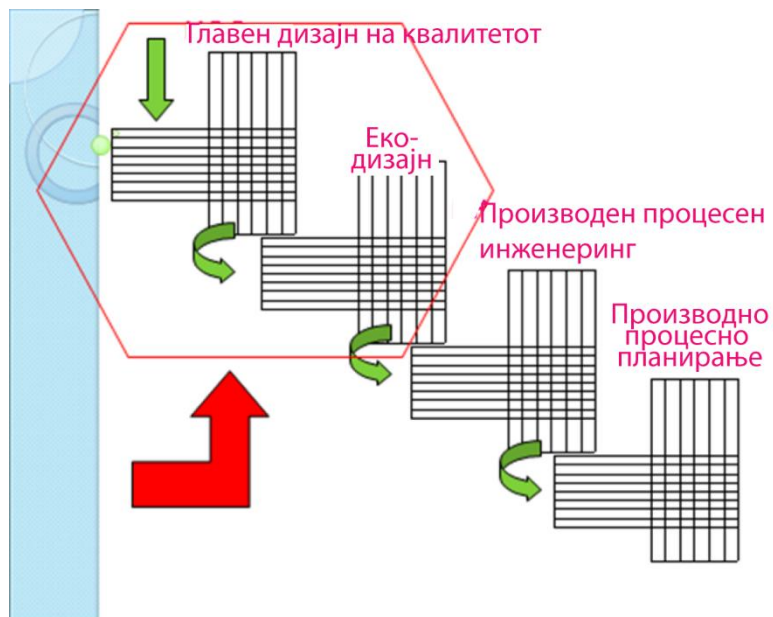 Главен дизајн на квалитетот
Еко-
дизајн
Производен процесен
инженеринг
Производно
процесно
планирање